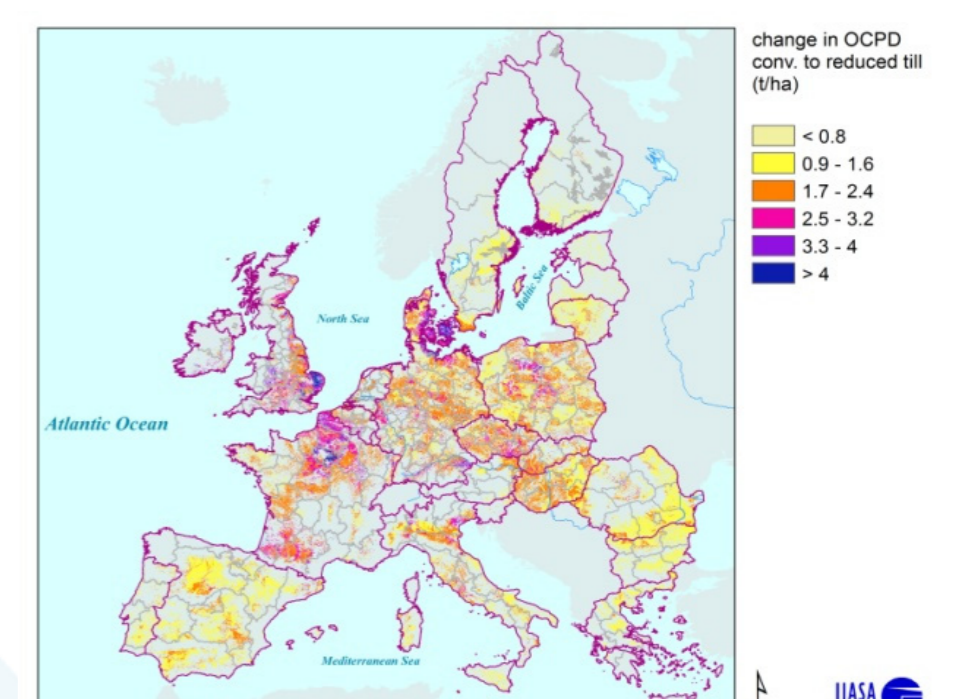 change in OCPD
conv. to reduced till
(t/ha)
< 0.8
0.9 - 1.6
1.7 - 2.4
2.5 - 3.2
3.3 - 4
> 4
North Sea
Baltic Sea
Atlantic Ocean
Mediterranean Sea
IIASA